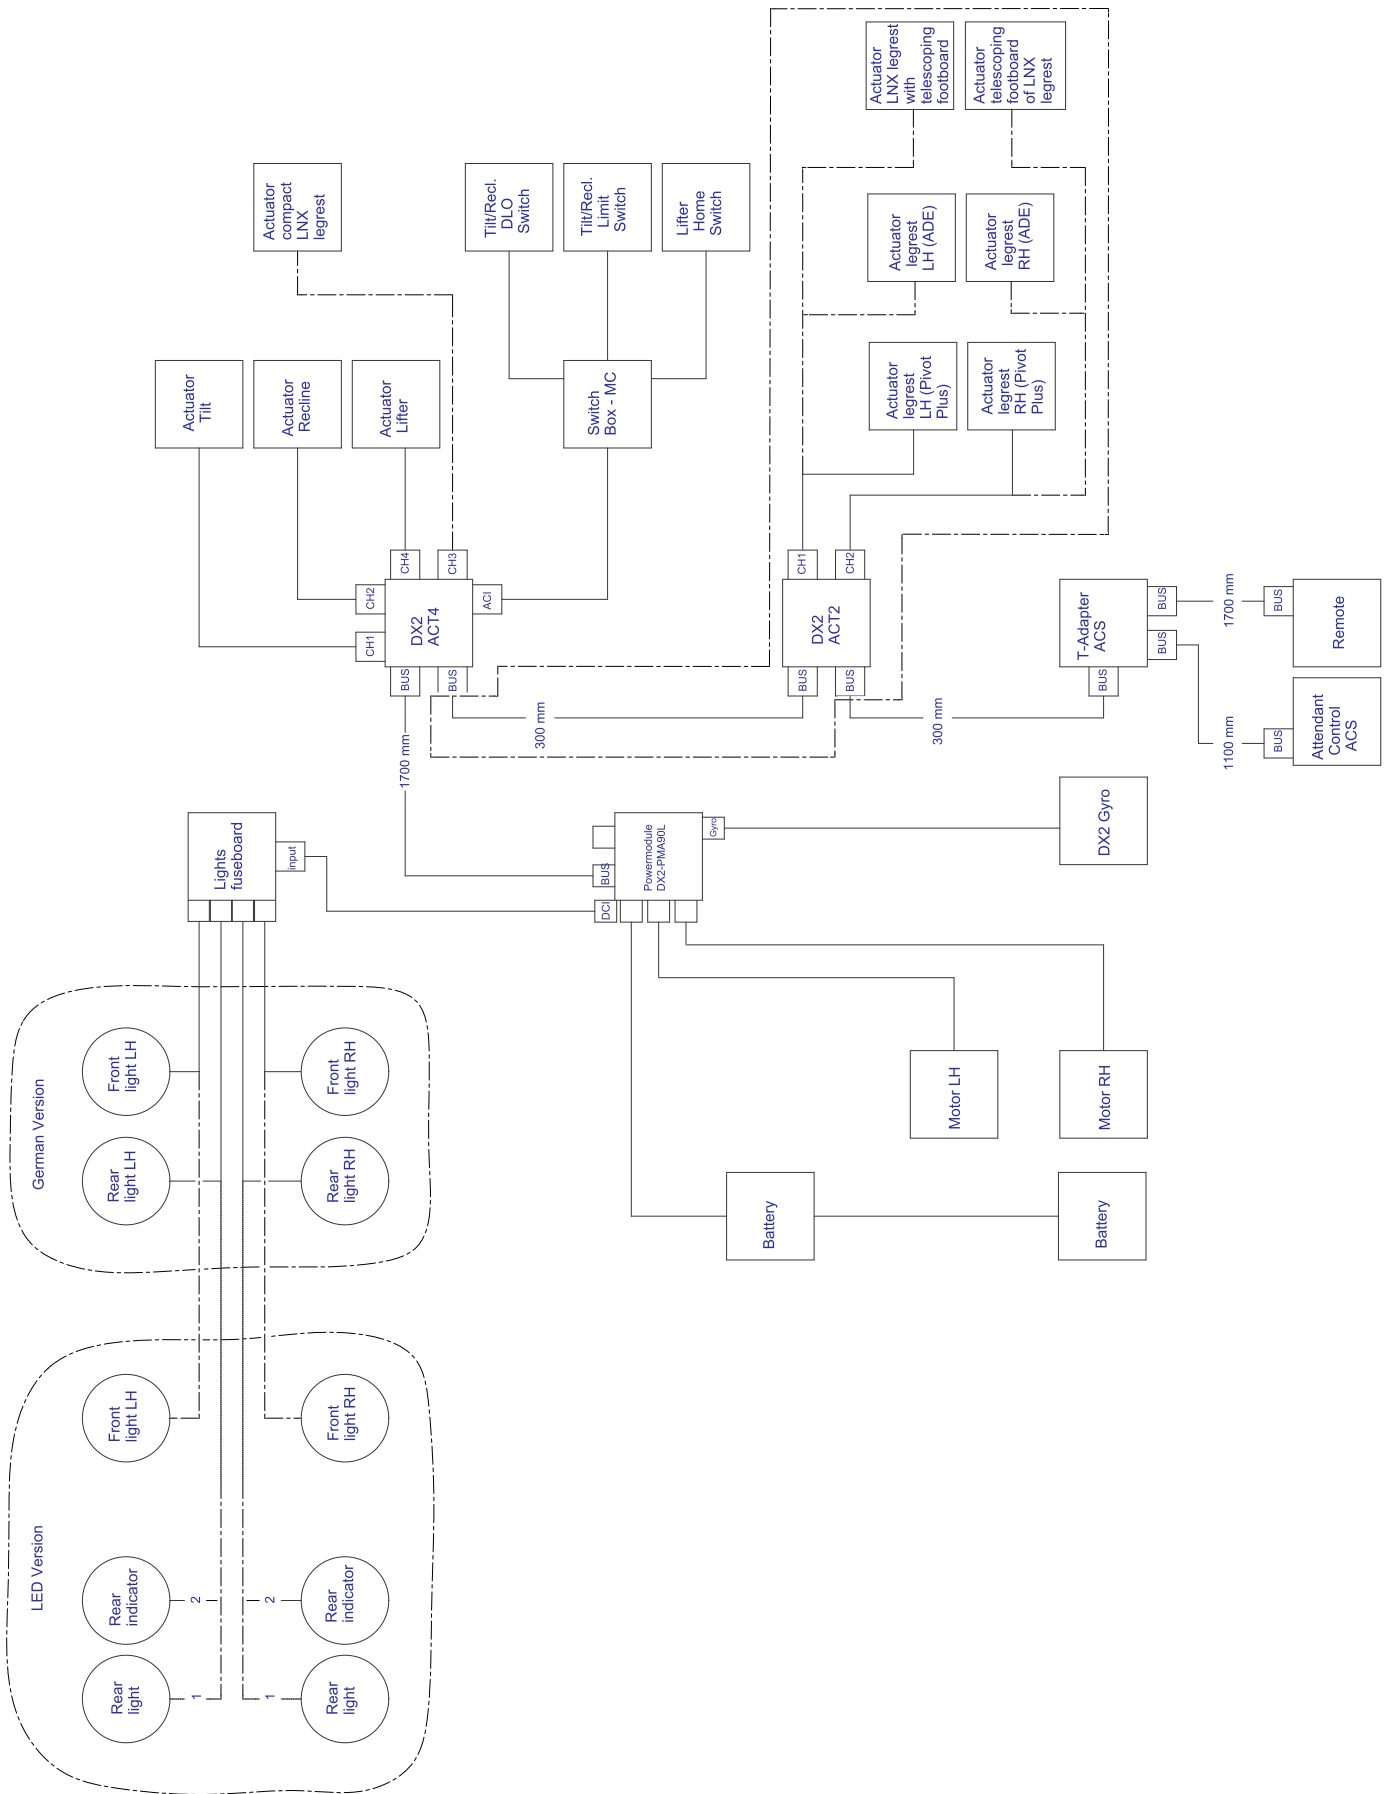 Actuator
LNX legrest
with
telescoping
footboard
Actuator
telescoping
footboard
of LNX
legrest
Actuator
compact
LNX
legrest
Tilt/Recl.
DLO
Switch
Tilt/Recl.
Limit
Switch
Lifter
Home
Switch
Actuator
legrest
LH (ADE)
Actuator
legrest
RH (ADE)
Actuator
Tilt
Actuator
Recline
Actuator
Lifter
Switch
Box - MC
Actuator
legrest
LH (Pivot
Plus)
Actuator
legrest
RH (Pivot
Plus)
CH4
CH3
CH2
CH1
ACI
DX2
ACT4
BUS
BUS
CH1
CH2
DX2
ACT2
BUS
BUS
T-Adapter
ACS
BUS
BUS
BUS
1700 mm
BUS
Remote
300 mm
300 mm
1100 mm
BUS
Attendant
Control
ACS
1700 mm
Lights
fuseboard
input
Powermodule
DX2-PMA90L
BUS
DCI
Gyro
DX2 Gyro
German Version
Front
light LH
Front
light RH
Rear
light LH
Rear
light RH
Motor LH
Motor RH
Battery
Battery
LED Version
Front
light LH
Front
light RH
Rear
indicator
2
2
Rear
indicator
Rear
light
1
1
Rear
light